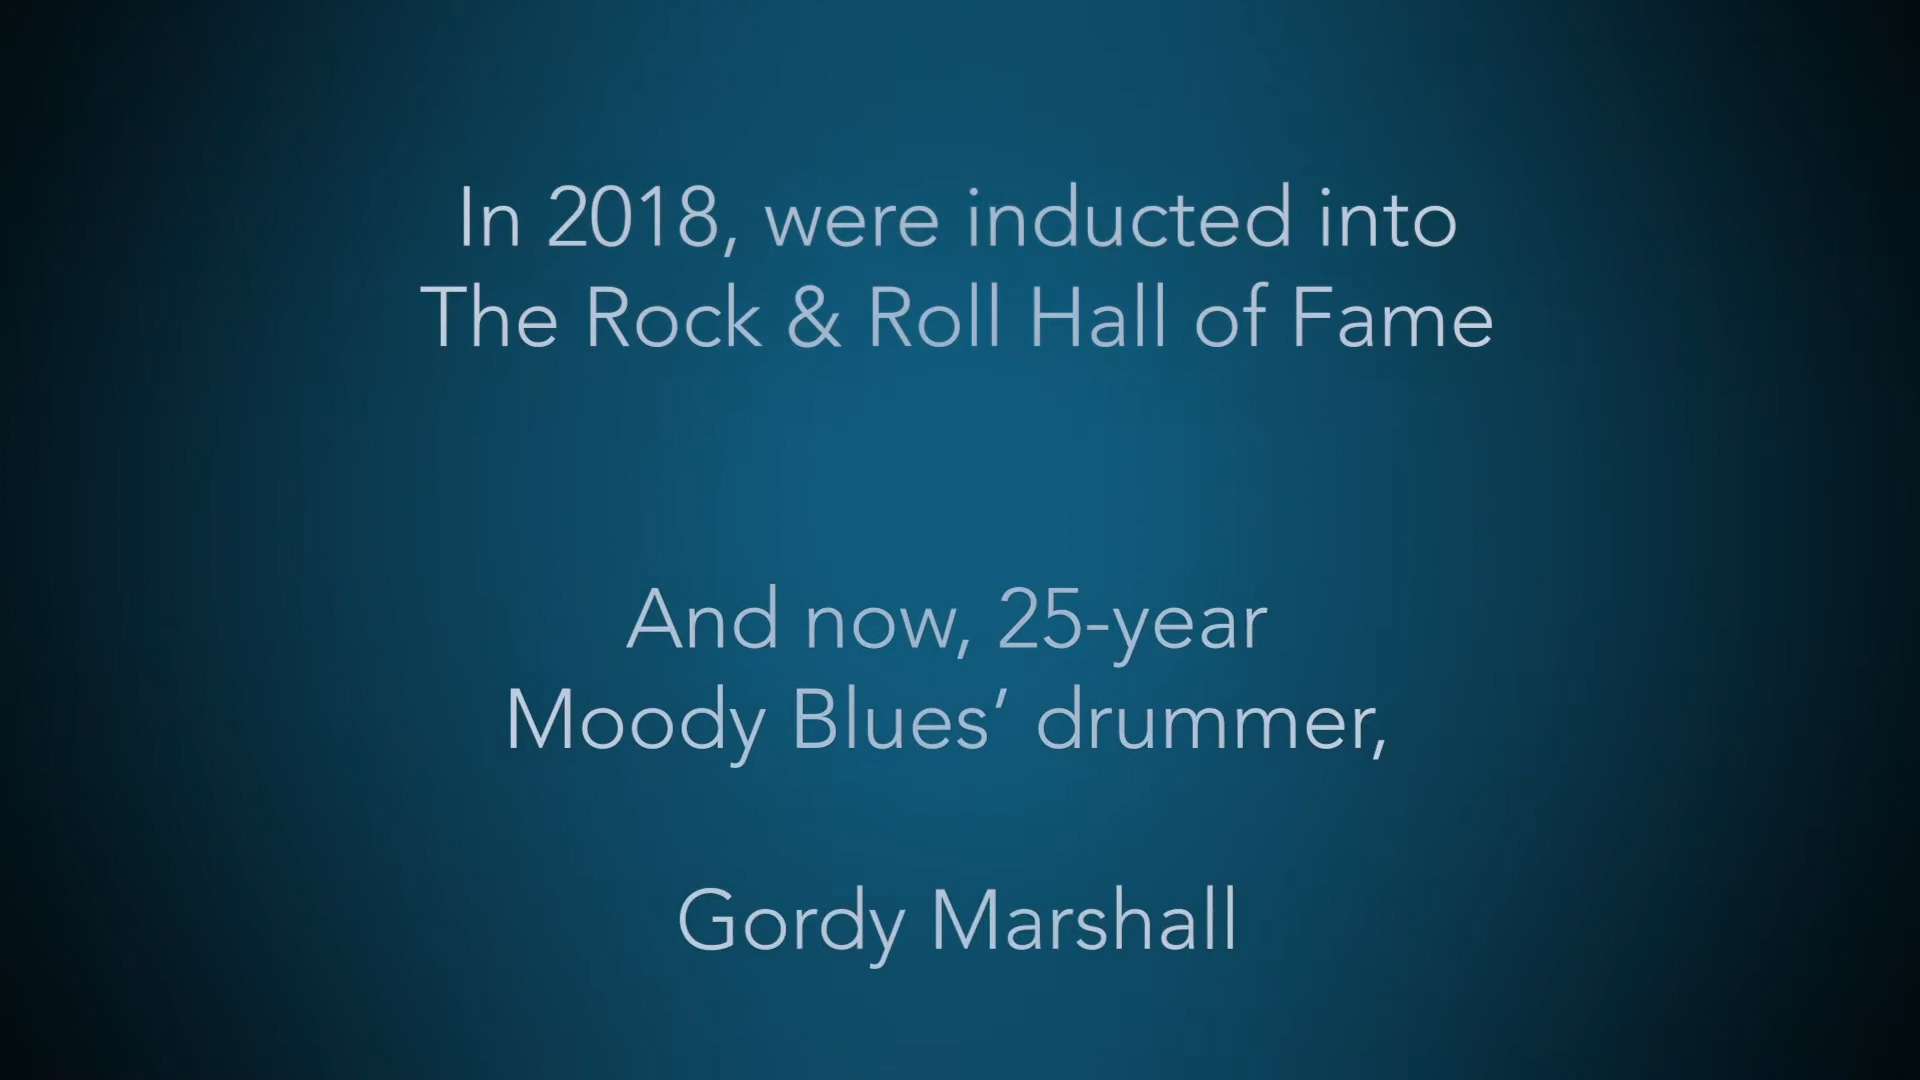 In 2018, were inducted into
The Rock & Roll Hall of Fame
And now, 25-year
Moody Blues’ drummer,
Gordy Marshall